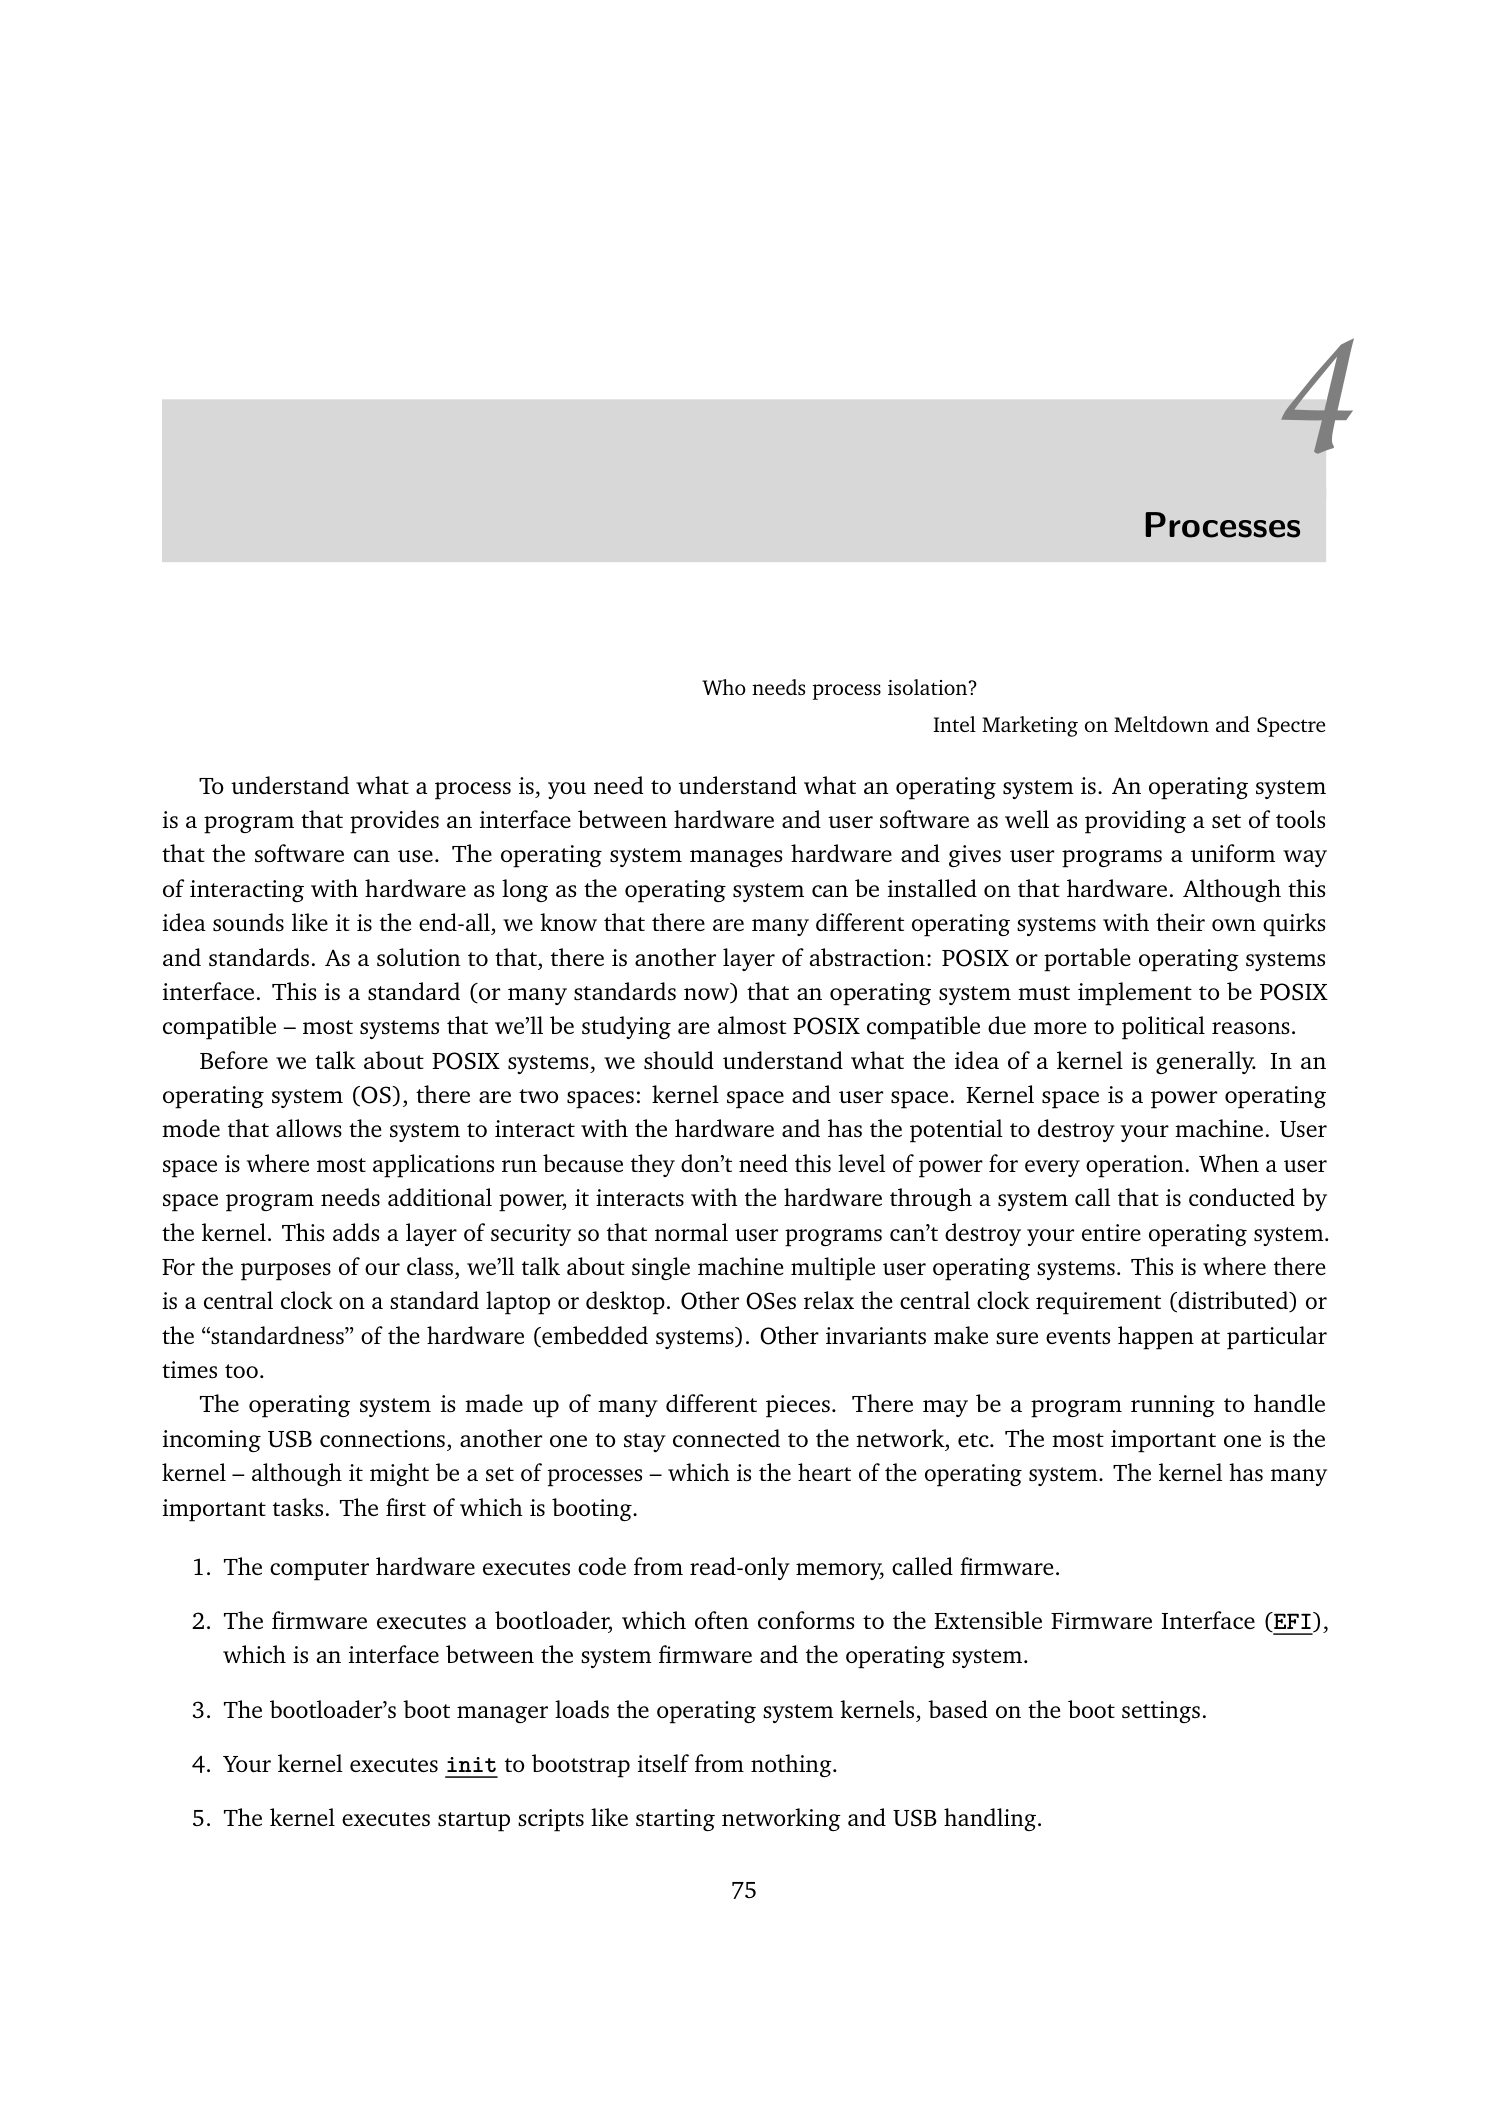 4
Processes
Who needs process isolation?
Intel Marketing on Meltdown and Spectre
To understand what a process is, you need to understand what an operating system is. An operating system
is a program that provides an interface between hardware and user software as well as providing a set of tools
that the software can use. The operating system manages hardware and gives user programs a uniform way
of interacting with hardware as long as the operating system can be installed on that hardware. Although this
idea sounds like it is the end-all, we know that there are many different operating systems with their own quirks
and standards. As a solution to that, there is another layer of abstraction: POSIX or portable operating systems
interface. This is a standard (or many standards now) that an operating system must implement to be POSIX
compatible – most systems that we’ll be studying are almost POSIX compatible due more to political reasons.
Before we talk about POSIX systems, we should understand what the idea of a kernel is generally. In an
operating system (OS), there are two spaces: kernel space and user space. Kernel space is a power operating
mode that allows the system to interact with the hardware and has the potential to destroy your machine. User
space is where most applications run because they don’t need this level of power for every operation. When a user
space program needs additional power, it interacts with the hardware through a system call that is conducted by
the kernel. This adds a layer of security so that normal user programs can’t destroy your entire operating system.
For the purposes of our class, we’ll talk about single machine multiple user operating systems. This is where there
is a central clock on a standard laptop or desktop. Other OSes relax the central clock requirement (distributed) or
the “standardness” of the hardware (embedded systems). Other invariants make sure events happen at particular
times too.
The operating system is made up of many different pieces. There may be a program running to handle
incoming USB connections, another one to stay connected to the network, etc. The most important one is the
kernel – although it might be a set of processes – which is the heart of the operating system. The kernel has many
important tasks. The first of which is booting.
1. The computer hardware executes code from read-only memory, called firmware.
2. The firmware executes a bootloader, which often conforms to the Extensible Firmware Interface (EFI),
which is an interface between the system firmware and the operating system.
3. The bootloader’s boot manager loads the operating system kernels, based on the boot settings.
4. Your kernel executes init to bootstrap itself from nothing.
5. The kernel executes startup scripts like starting networking and USB handling.
75